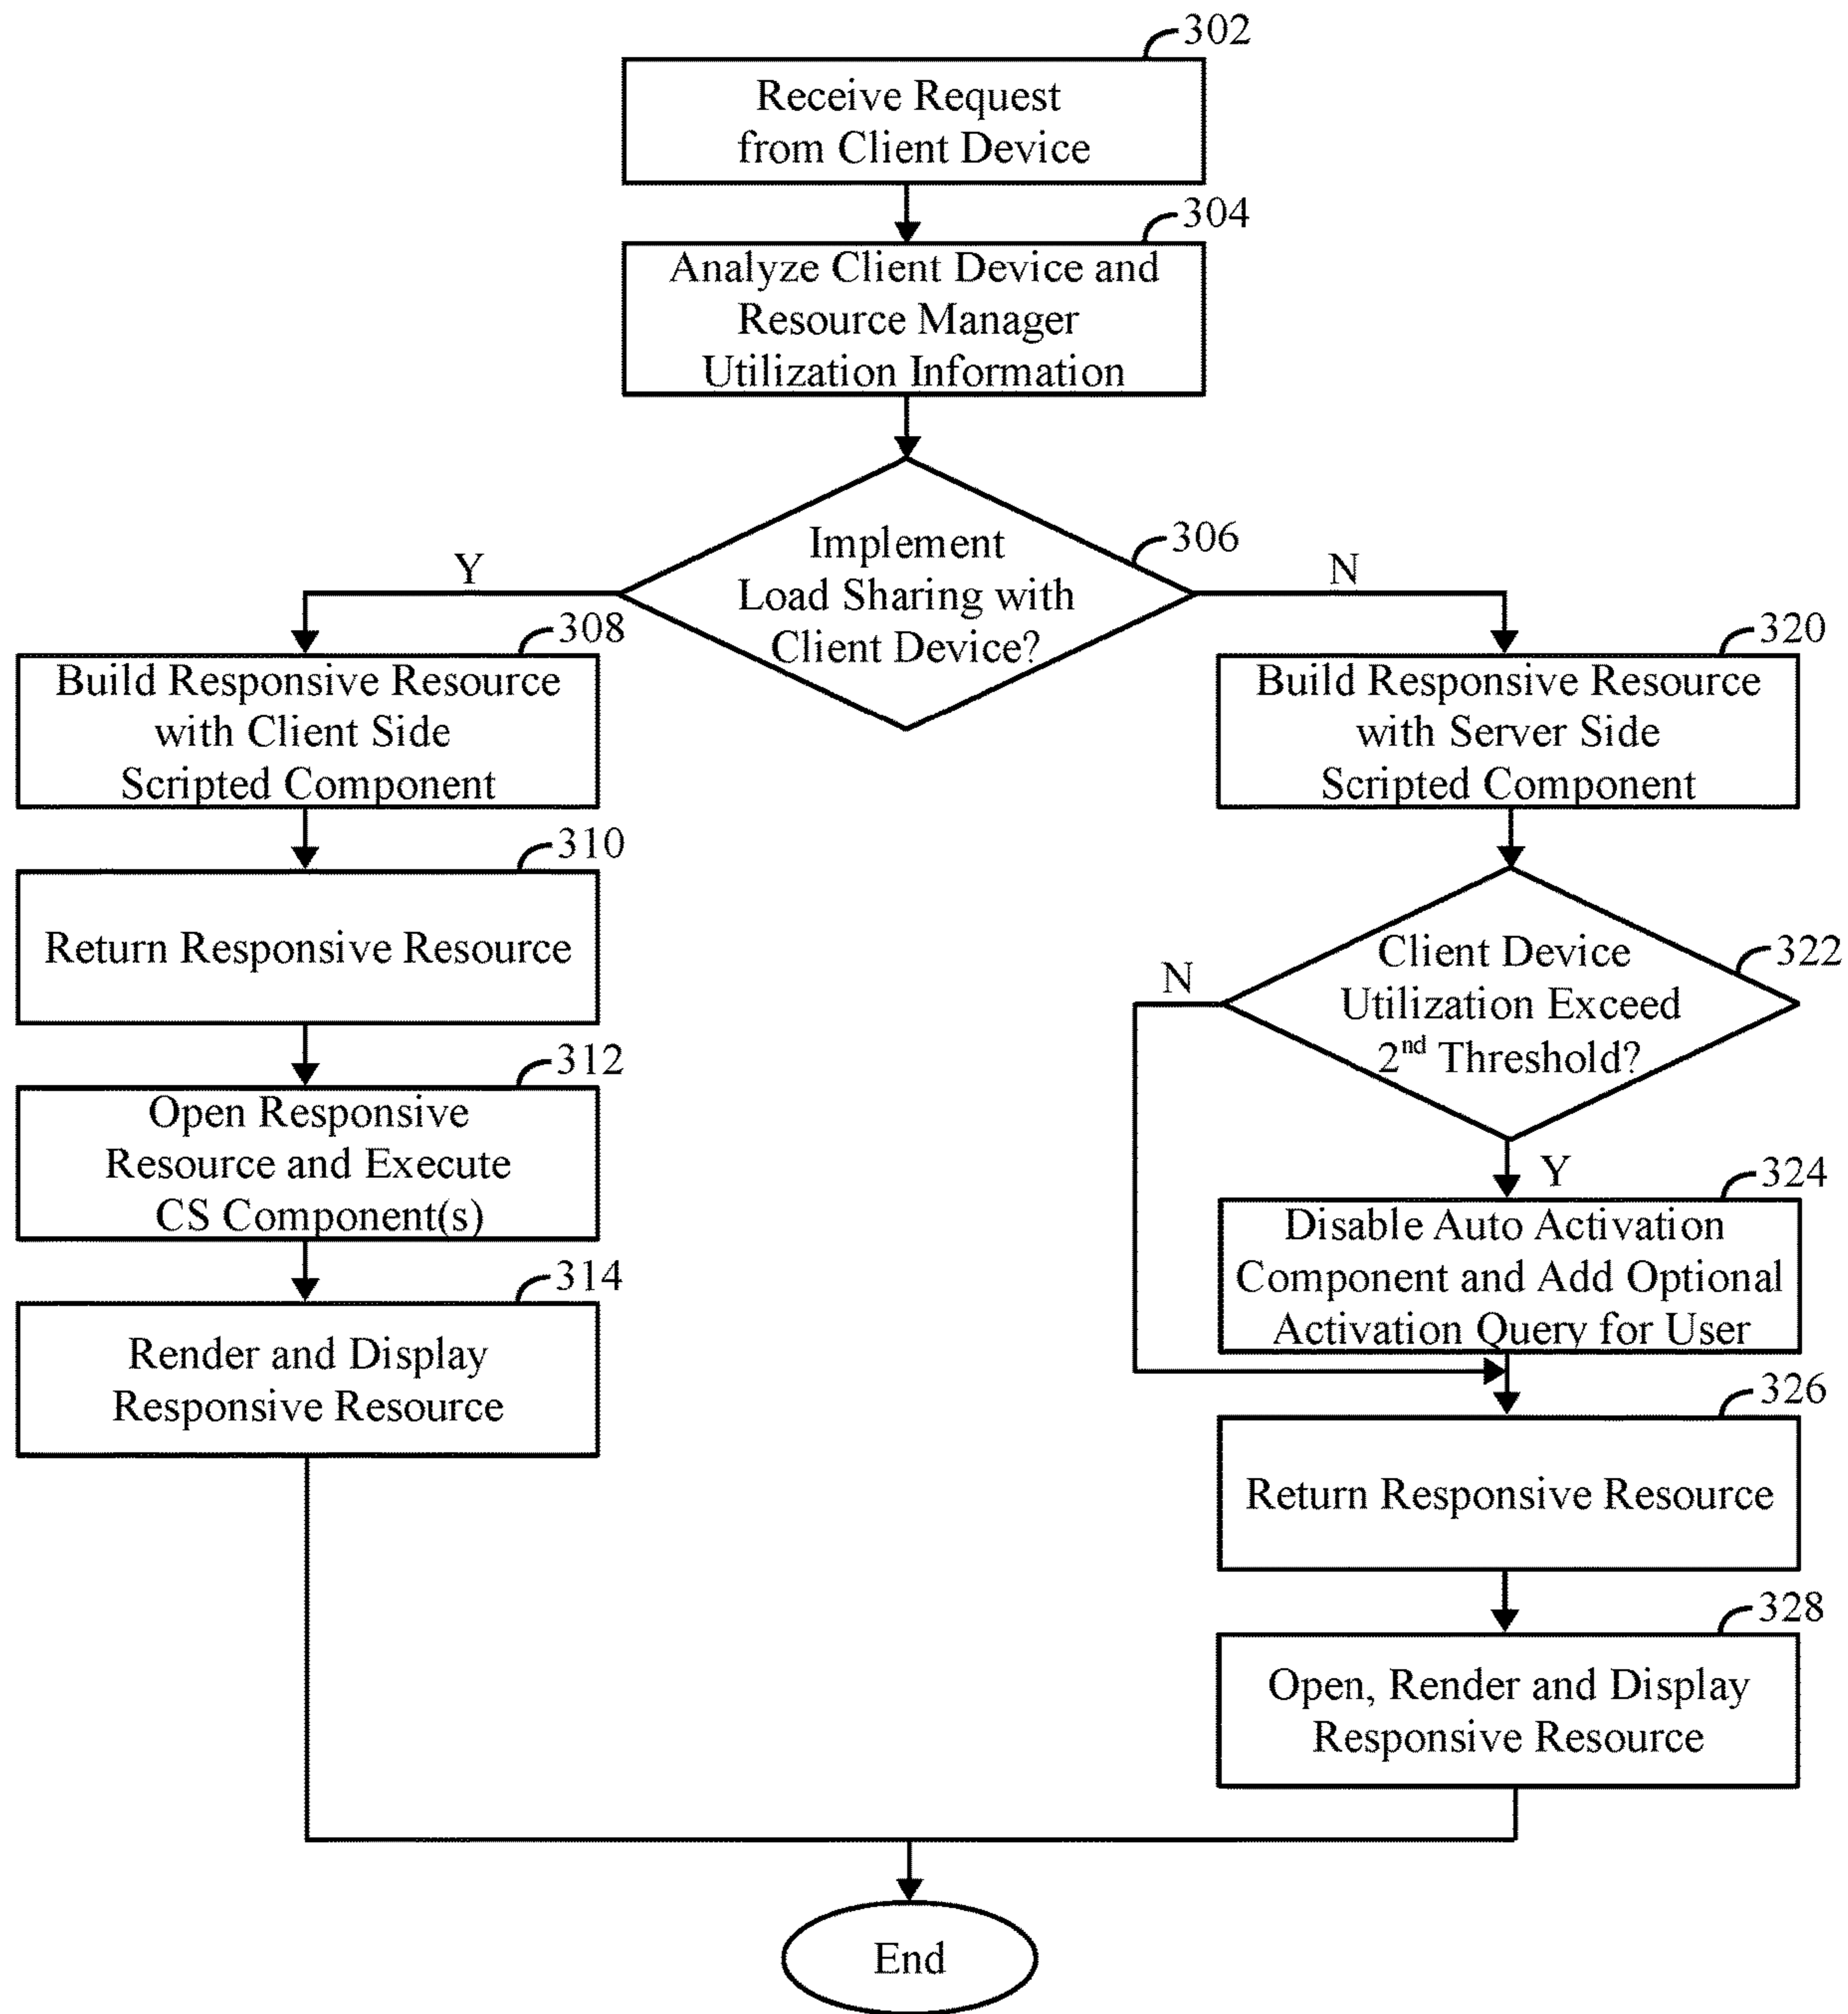 302
Receive Request
from Client Device
304
Analyze Client Device and
Resource Manager
Utilization Information
306
Implement
Load Sharing with
Client Device?
Y
N
308
Build Responsive Resource
with Client Side
Scripted Component
310
Return Responsive Resource
312
Open Responsive
Resource and Execute
CS Component(s)
314
Render and Display
Responsive Resource
320
Build Responsive Resource
with Server Side
Scripted Component
322
Client Device
Utilization Exceed
2nd Threshold?
N
Y
324
Disable Auto Activation
Component and Add Optional
Activation Query for User
326
Return Responsive Resource
328
Open, Render and Display
Responsive Resource
End